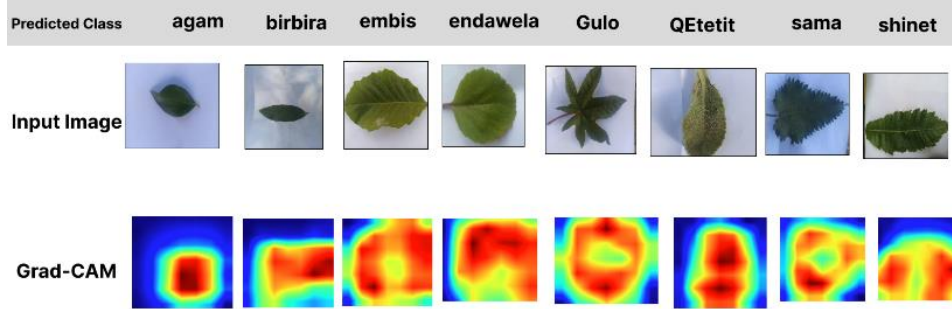 Predicted Class agam birbira embis endawela Gulo QEtetit sama shinet
Input Image
Grad-CAM